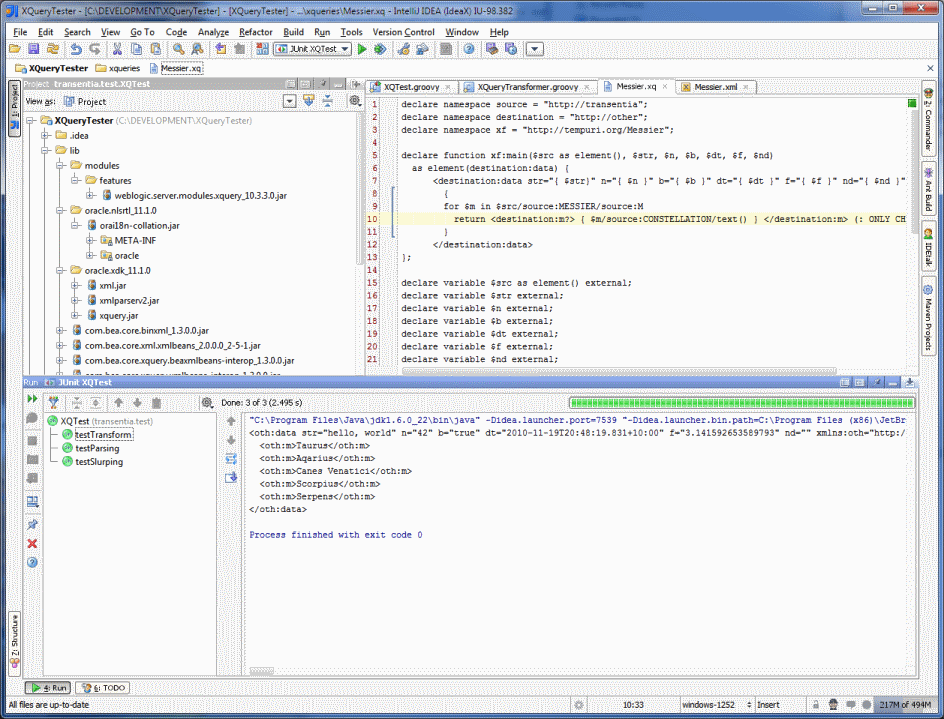 XQueryTester - [C:\DEVELOPMENT\XQueryTester] - [XQueryTester] - ...\xqueries\Messier.xq - IntelliJ IDEA (IdeaX) IU-98.382
File Edit Search View Go To Code Analyze Refactor Build Run Tools Version Control Window Help
JUnit XQTest
XQueryTester xqueries Messier.xq
Project transentia.test.XQTest
View as: Project
XQueryTester (C:\DEVELOPMENT\XQueryTester)
.idea
lib
modules
features
weblogic.server.modules.xquery_10.3.3.0.jar
oracle.nlsrtl_11.1.0
orai18n-collation.jar
META-INF
oracle
oracle.xdk_11.1.0
xml.jar
xmlparserv2.jar
xquery.jar
com.bea.core.binxml_1.3.0.0.jar
com.bea.core.xml.xmlbeans_2.0.0.0_2-5-1.jar
com.bea.core.xquery.beaxmlbeans-interop_1.3.0.0.jar
1: Project
XQTest.groovy XQueryTransformer.groovy Messier.xq Messier.xml
1 declare namespace source = "http://transentia";
2 declare namespace destination = "http://other";
3 declare namespace xf = "http://tempuri.org/Messier";
4
5 declare function xf:main($src as element(), $str, $n, $b, $dt, $f, $nd)
6 as element(destination:data) {
7 <destination:data str="{ $str}" n="{ $n }" b="{ $b }" dt="{ $dt }" f="{ $f }" nd="{ $nd }"
8 {
9 for $m in $src/source:MESSIER/source:M
10 return <destination:m?> { $m/source:CONSTELLATION/text() } </destination:m> (: ONLY CH
11 }
12 </destination:data>
13 };
14
15 declare variable $src as element() external;
16 declare variable $str external;
17 declare variable $n external;
18 declare variable $b external;
19 declare variable $dt external;
20 declare variable $f external;
21 declare variable $nd external;
2: Commander
Ant Build
IDEtalk
Maven Projects
Run JUnit XQTest
Done: 3 of 3 (2.495 s)
XQTest (transentia.test)
testTransform
testParsing
testSlurping
"C:\Program Files\Java\jdk1.6.0_22\bin\java" -Didea.launcher.port=7539 "-Didea.launcher.bin.path=C:\Program Files (x86)\JetBr
<oth:data str="hello, world" n="42" b="true" dt="2010-11-19T20:48:19.831+10:00" f="3.141592653589793" nd="" xmlns:oth="http:/
<oth:m>Taurus</oth:m>
<oth:m>Aqarius</oth:m>
<oth:m>Canes Venatici</oth:m>
<oth:m>Scorpius</oth:m>
<oth:m>Serpens</oth:m>
</oth:data>
Process finished with exit code 0
7: Structure
4: Run 6: TODO
All files are up-to-date
10:33 windows-1252 Insert 217M of 494M